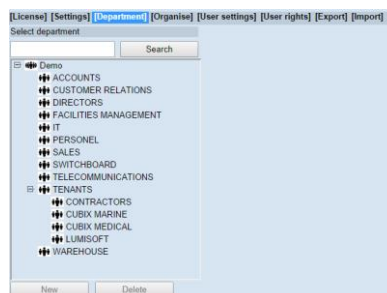 [License] [Settings] [Department] [Organise] [User settings] [User rights] [Export] [Import]
Select department
Search
Demo
ACCOUNTS
CUSTOMER RELATIONS
DIRECTORS
FACILITIES MANAGEMENT
IT
PERSONEL
SALES
SWITCHBOARD
TELECOMMUNICATIONS
TENANTS
CONTRACTORS
CUBIX MARINE
CUBIX MEDICAL
LUMISOFT
WAREHOUSE
New Delete